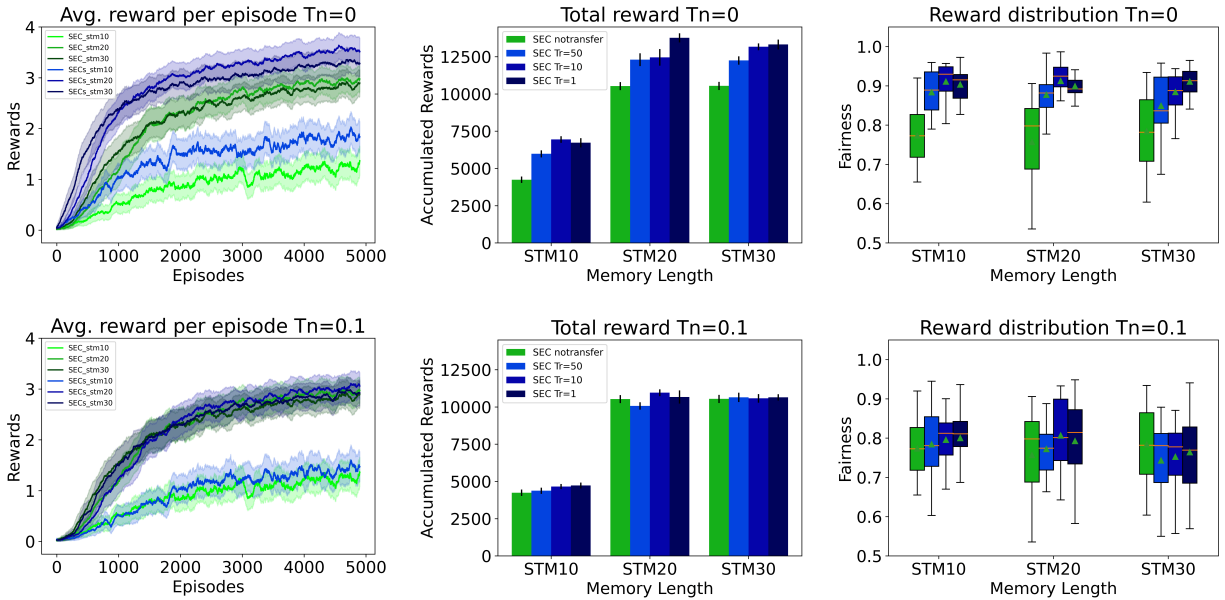 Avg. reward per episode Tn=0
4
3
2
1
0
Rewards
SEC_stm10
SEC_stm20
SEC_stm30
SECs_stm10
SECs_stm20
SECs_stm30
0 1000 2000 3000 4000 5000
Episodes
Total reward Tn=0
12500
10000
7500
5000
2500
0
Accumulated Rewards
SEC notransfer
SEC Tr=50
SEC Tr=10
SEC Tr=1
STM10 STM20 STM30
Memory Length
Reward distribution Tn=0
1.0
0.9
0.8
0.7
0.6
0.5
Fairness
STM10 STM20 STM30
Memory Length
Avg. reward per episode Tn=0.1
4
3
2
1
0
Rewards
SEC_stm10
SEC_stm20
SEC_stm30
SECs_stm10
SECs_stm20
SECs_stm30
0 1000 2000 3000 4000 5000
Episodes
Total reward Tn=0.1
12500
10000
7500
5000
2500
0
Accumulated Rewards
SEC notransfer
SEC Tr=50
SEC Tr=10
SEC Tr=1
STM10 STM20 STM30
Memory Length
Reward distribution Tn=0.1
1.0
0.9
0.8
0.7
0.6
0.5
Fairness
STM10 STM20 STM30
Memory Length